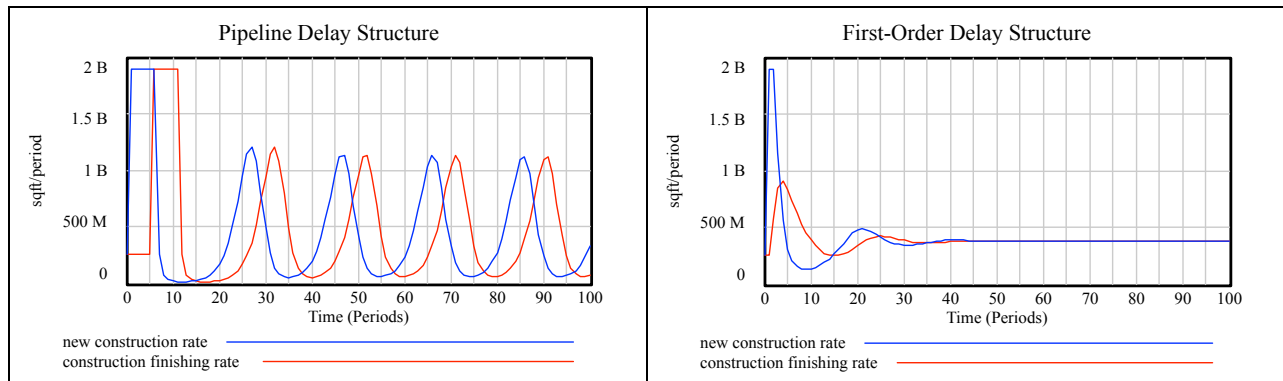 Pipeline Delay Structure
2 B
1.5 B
1 B
500 M
0
sqft/period
0 10 20 30 40 50 60 70 80 90 100
Time (Periods)
new construction rate
construction finishing rate
First-Order Delay Structure
2 B
1.5 B
1 B
500 M
0
sqft/period
0 10 20 30 40 50 60 70 80 90 100
Time (Periods)
new construction rate
construction finishing rate